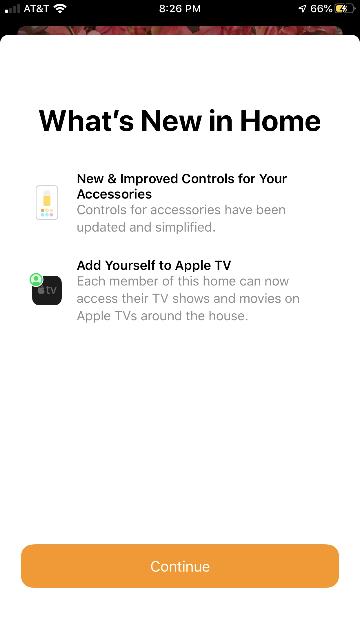 AT&T 8:26 PM 66%
What's New in Home
New & Improved Controls for Your
Accessories
Controls for accessories have been
updated and simplified.
Add Yourself to Apple TV
tv
Each member of this home can now
access their TV shows and movies on
Apple TVs around the house.
Continue